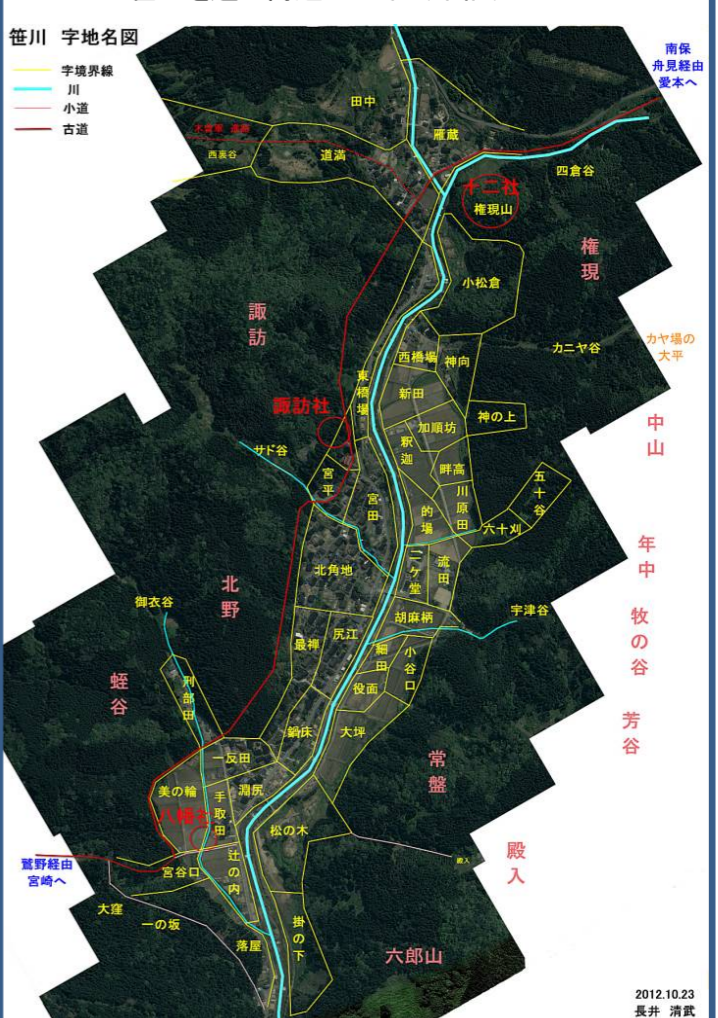 笹川 字地名図
字境界線
川
小道
古道
南保
舟見経由
愛本へ
田中
雁蔵
西裏谷
道満
四倉谷
十二社
権現山
権現
小松倉
諏訪
カニヤ谷
カヤ場の
大平
西橋場
神向
東橋場
新田
諏訪社
加順坊
神の上
中山
釈迦
サド谷
畔高
宮平
五十谷
宮田
川原田
的場
六十刈
年中
北角地
二ケ堂
流田
北野
御衣谷
胡麻柄
宇津谷
牧の谷
尻江
最禅
細田
小谷口
蛭谷
刑部田
役面
芳谷
鍋床
大坪
一反田
常盤
美の輪
手取田
淵尻
八幡社
松の木
鷲野経由
宮崎へ
宮谷口
辻の内
殿入
殿入
大窪
一の坂
掛の下
落屋
六郎山
2012.10.23
長井 清武